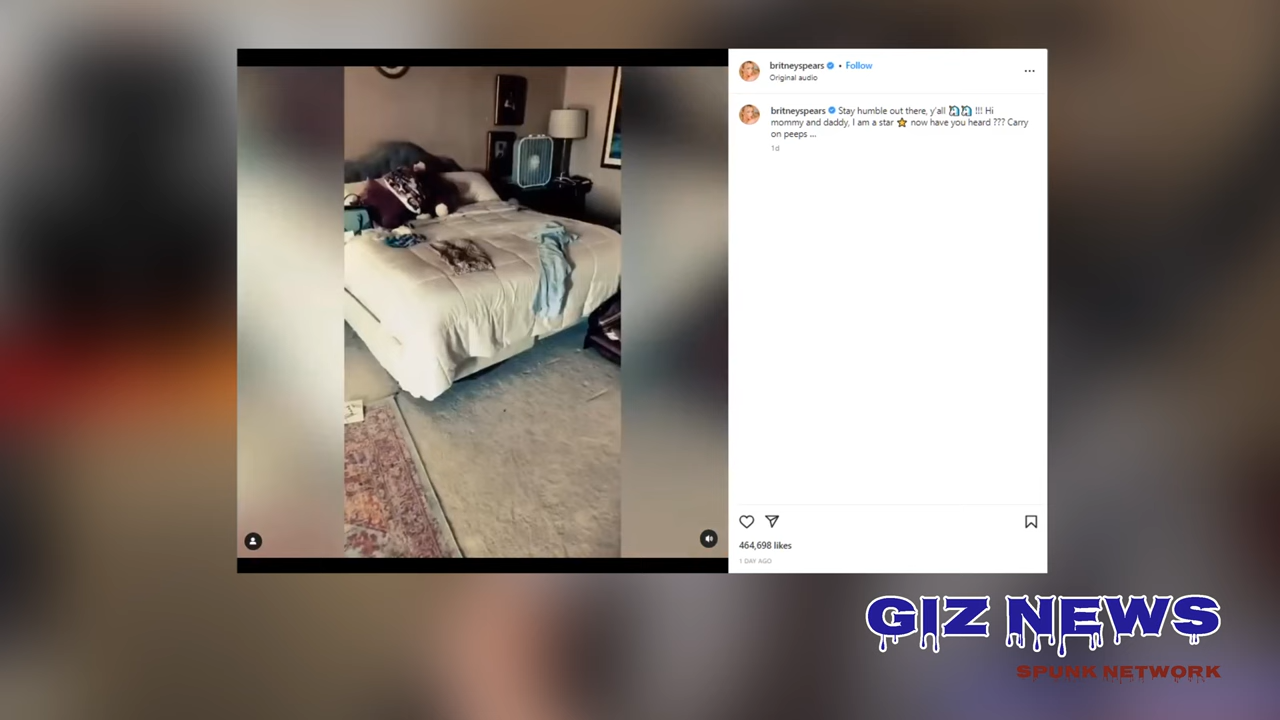 britneyspears • Follow
Original audio
britneyspears Stay humble out there, y'all !!! Hi
mommy and daddy, I am a star ⭐ now have you heard ??? Carry
on peeps ...
1d
464,698 likes
1 DAY AGO
GIZ NEWS
SPUNK NETWORK